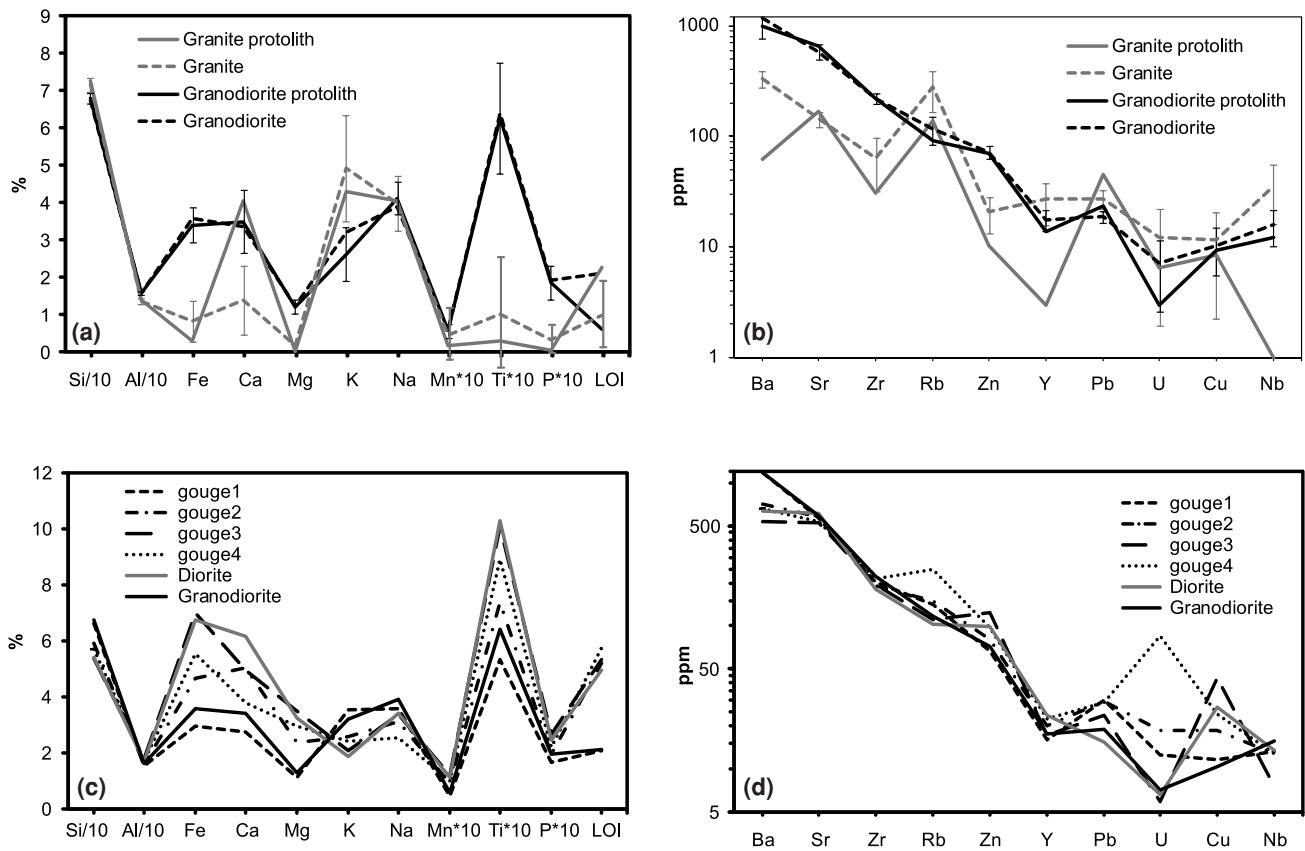 9
8
7
6
5
4
3
2
1
0
%
Granite protolith
Granite
Granodiorite protolith
Granodiorite
(a)
Si/10 Al/10 Fe Ca Mg K Na Mn*10 Ti*10 P*10 LOI
1000
100
10
1
ppm
Granite protolith
Granite
Granodiorite protolith
Granodiorite
(b)
Ba Sr Zr Rb Zn Y Pb U Cu Nb
12
10
8
6
4
2
0
%
gouge1
gouge2
gouge3
gouge4
Diorite
Granodiorite
(c)
Si/10 Al/10 Fe Ca Mg K Na Mn*10 Ti*10 P*10 LOI
500
50
5
ppm
gouge1
gouge2
gouge3
gouge4
Diorite
Granodiorite
(d)
Ba Sr Zr Rb Zn Y Pb U Cu Nb